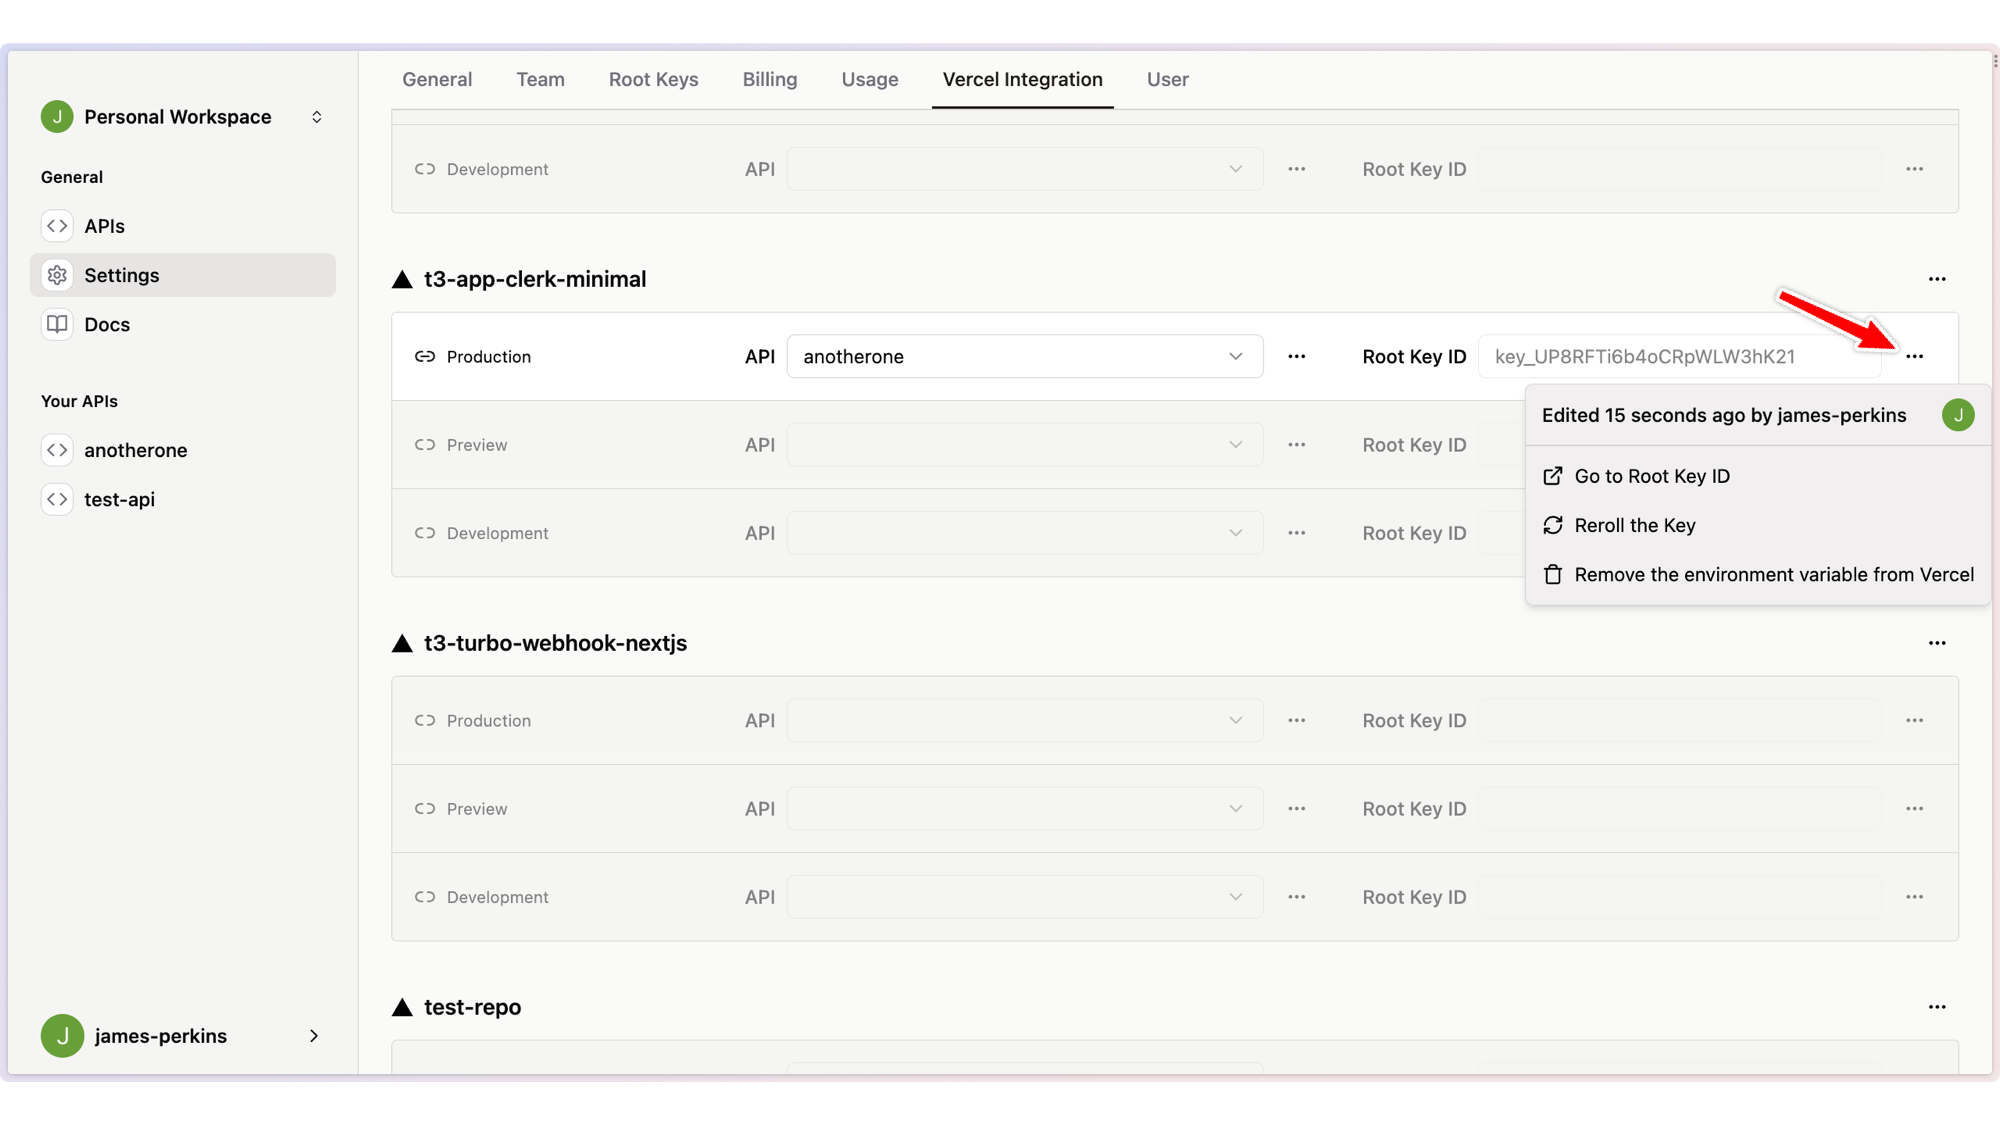 General Team Root Keys Billing Usage Vercel Integration User
J Personal Workspace
General
APIs
Settings
Docs
Your APIs
anotherone
test-api
J james-perkins
Development API Root Key ID
t3-app-clerk-minimal
Production API anotherone Root Key ID key_UP8RFTi6b4oCRpWLW3hK21
Edited 15 seconds ago by james-perkins J
Go to Root Key ID
Reroll the Key
Remove the environment variable from Vercel
Preview API Root Key ID
Development API Root Key ID
t3-turbo-webhook-nextjs
Production API Root Key ID
Preview API Root Key ID
Development API Root Key ID
test-repo